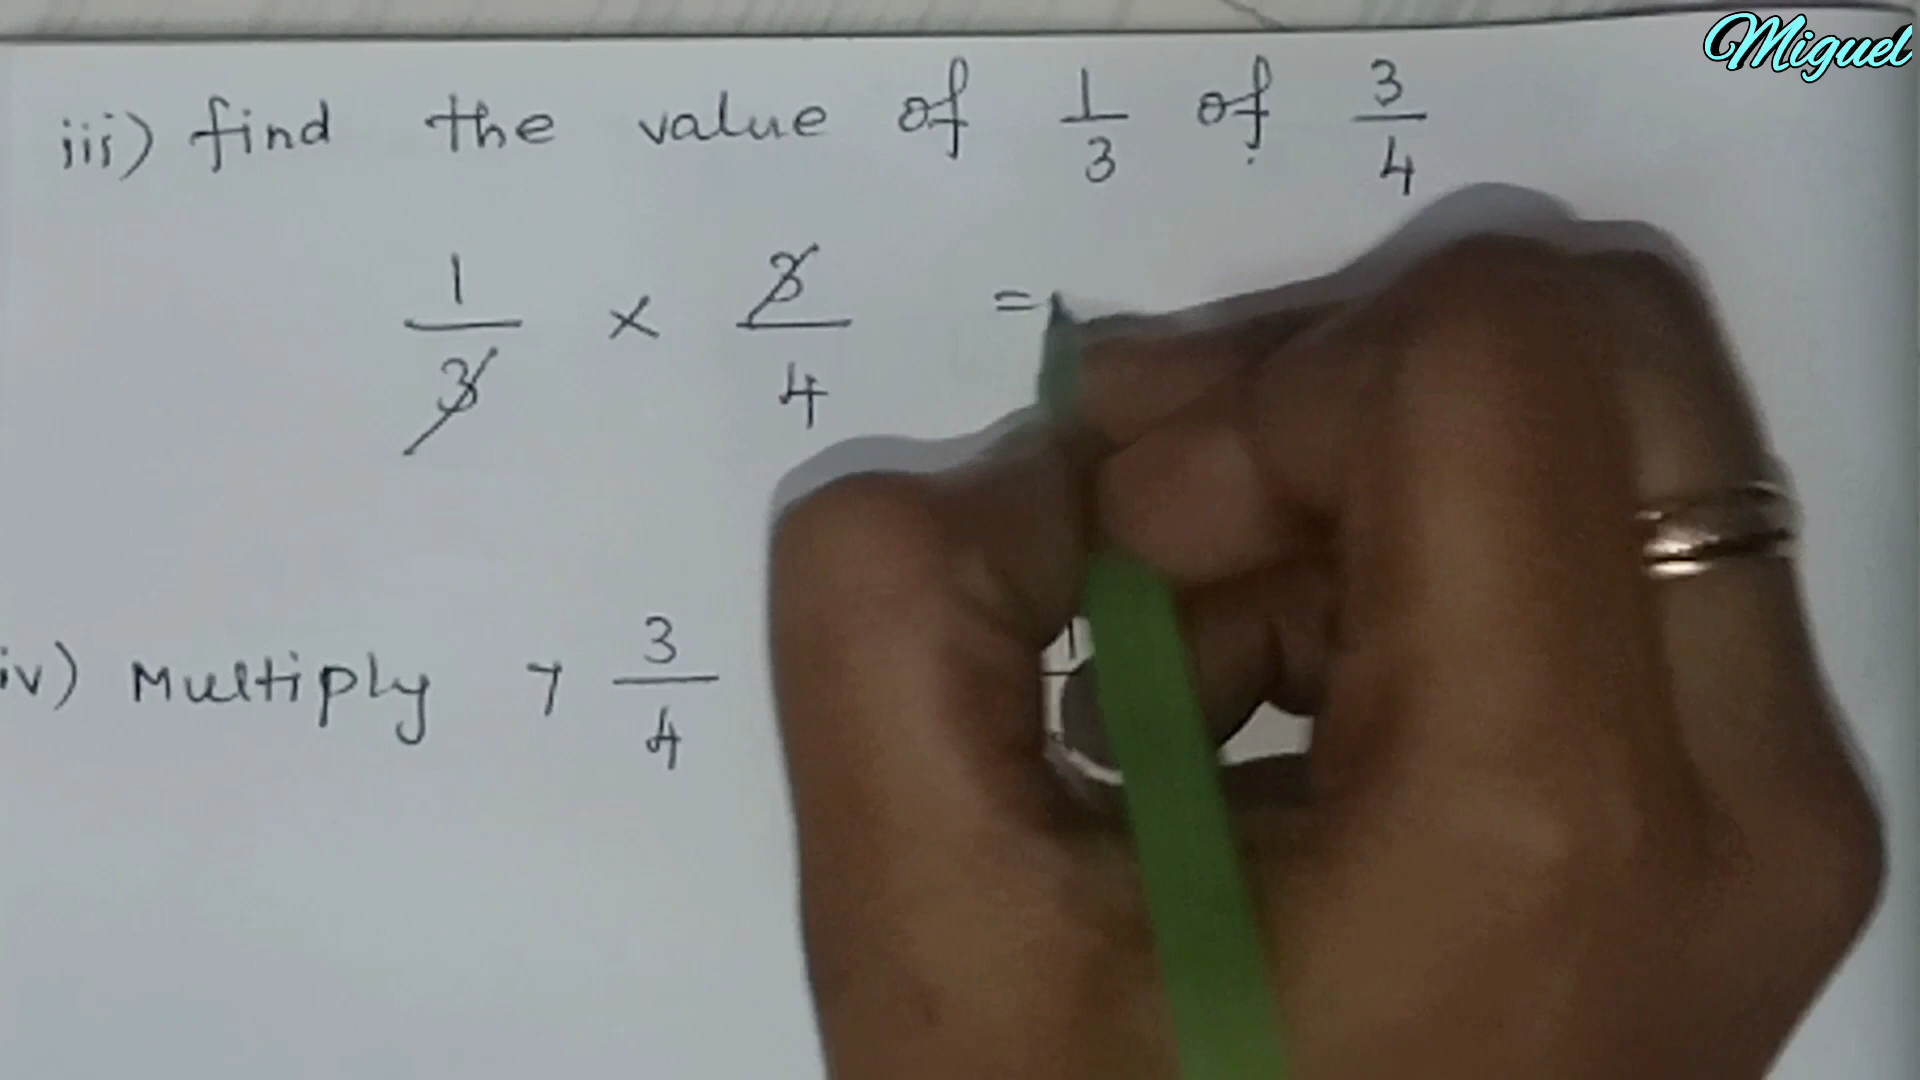 Miguel
iii) find the value of 1/3 of 3/4
1/3 × 3/4 =
iv) Multiply 7 3/4